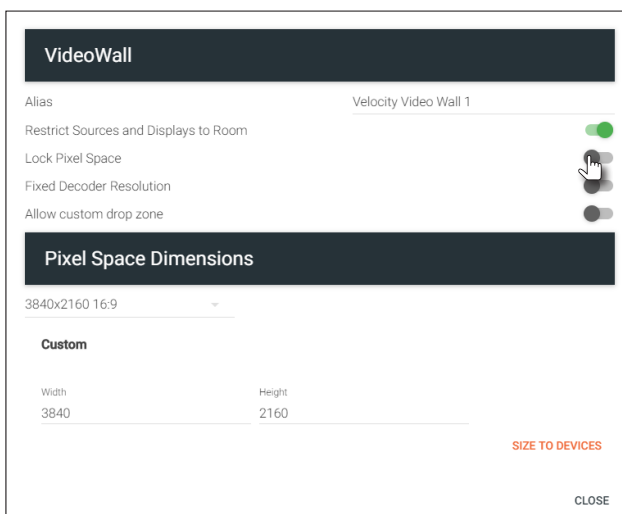 VideoWall
Alias Velocity Video Wall 1
Restrict Sources and Displays to Room
Lock Pixel Space
Fixed Decoder Resolution
Allow custom drop zone
Pixel Space Dimensions
3840x2160 16:9
Custom
Width Height
3840 2160
SIZE TO DEVICES
CLOSE